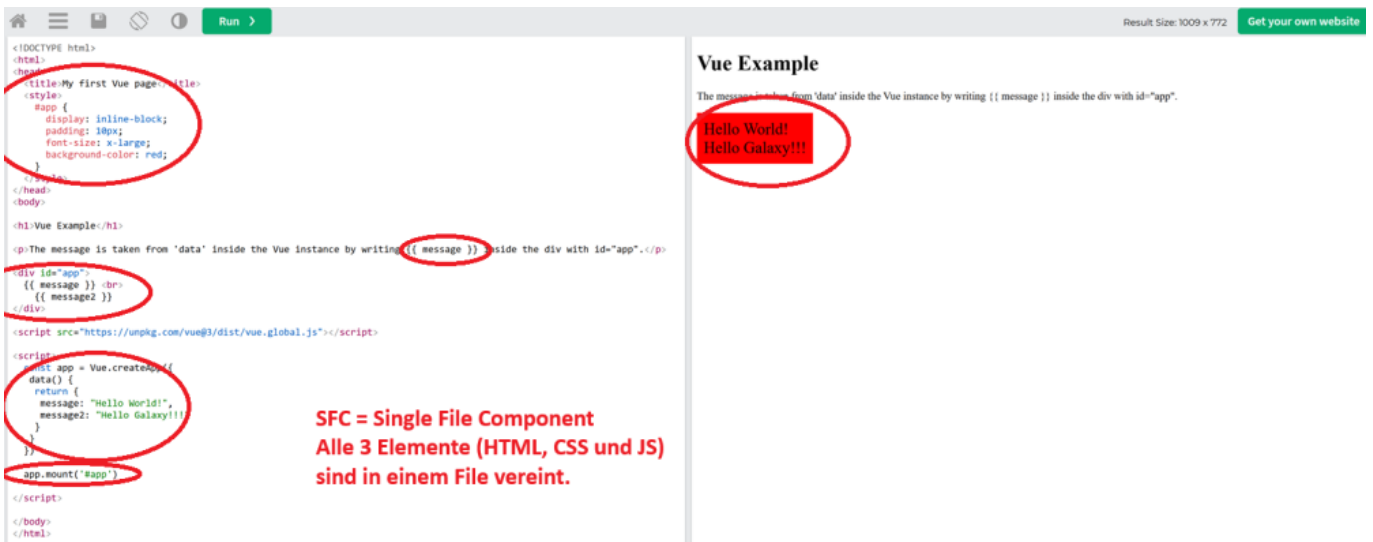 Run ❯
Result Size: 1009 x 772
Get your own website
<!DOCTYPE html>
<html>
<head>
<title>My first Vue page</title>
<style>
#app {
display: inline-block;
padding: 10px;
font-size: x-large;
background-color: red;
}
</style>
</head>
<body>
<h1>Vue Example</h1>
<p>The message is taken from 'data' inside the Vue instance by writing {{ message }} inside the div with id="app".</p>
<div id="app">
{{ message }} <br>
{{ message2 }}
</div>
<script src="https://unpkg.com/vue@3/dist/vue.global.js"></script>
<script>
const app = Vue.createApp({
data() {
return {
message: "Hello World!",
message2: "Hello Galaxy!!!
}
}
})
app.mount('#app')
</script>
</body>
</html>
SFC = Single File Component
Alle 3 Elemente (HTML, CSS und JS)
sind in einem File vereint.
Vue Example
The message is taken from 'data' inside the Vue instance by writing {{ message }} inside the div with id="app".
Hello World!
Hello Galaxy!!!